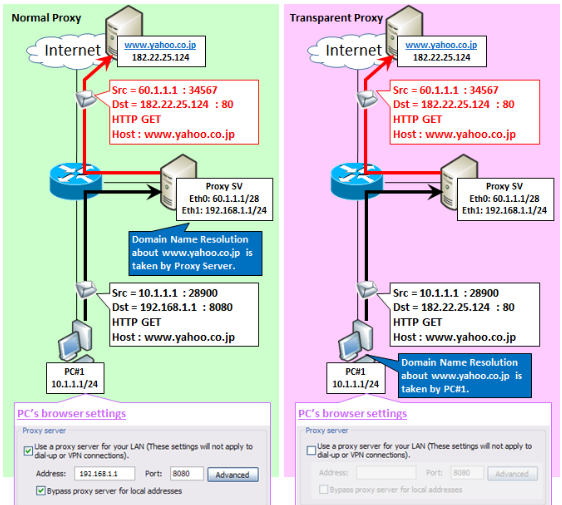 Normal Proxy
www.yahoo.co.jp
182.22.25.124
Internet
Src = 60.1.1.1 : 34567
Dst = 182.22.25.124 : 80
HTTP GET
Host : www.yahoo.co.jp
Proxy SV
Eth0: 60.1.1.1/28
Eth1: 192.168.1.1/24
Domain Name Resolution
about www.yahoo.co.jp is
taken by Proxy Server.
Src = 10.1.1.1 : 28900
Dst = 192.168.1.1 : 8080
HTTP GET
Host : www.yahoo.co.jp
PC#1
10.1.1.1/24
PC's browser settings
Proxy server
Use a proxy server for your LAN (These settings will not apply to
dial-up or VPN connections).
Address: 192.168.1.1 Port: 8080 Advanced
Bypass proxy server for local addresses
Transparent Proxy
www.yahoo.co.jp
182.22.25.124
Internet
Src = 60.1.1.1 : 34567
Dst = 182.22.25.124 : 80
HTTP GET
Host : www.yahoo.co.jp
Proxy SV
Eth0: 60.1.1.1/28
Eth1: 192.168.1.1/24
Src = 10.1.1.1 : 28900
Dst = 182.22.25.124 : 80
HTTP GET
Host : www.yahoo.co.jp
PC#1
10.1.1.1/24
Domain Name Resolution
about www.yahoo.co.jp is
taken by PC#1.
PC's browser settings
Proxy server
Use a proxy server for your LAN (These settings will not apply to
dial-up or VPN connections).
Address: Port: 8080 Advanced
Bypass proxy server for local addresses